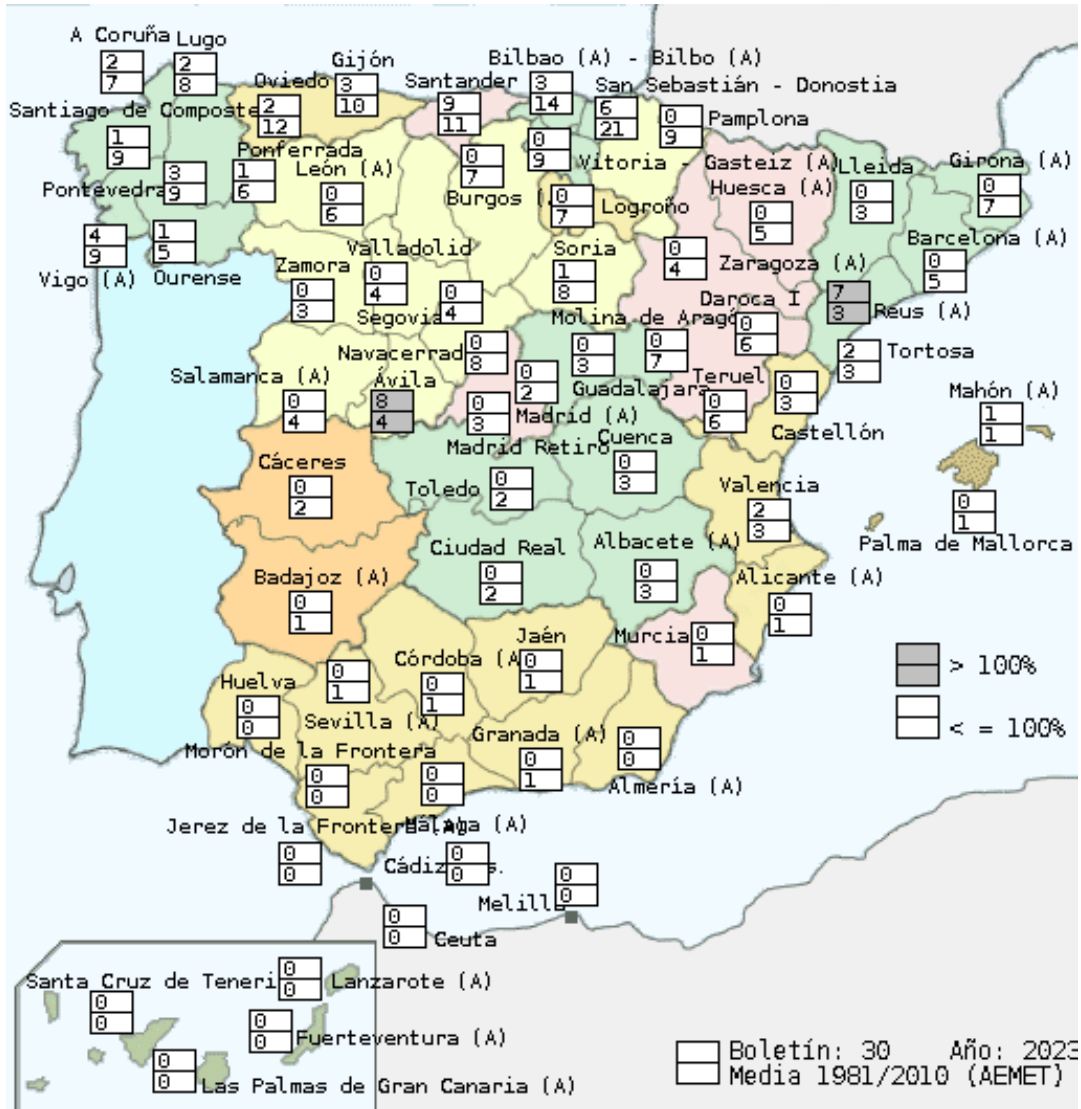 A Coruña
2
7
Lugo
2
8
Gijón
3
10
Oviedo
2
12
Santander
9
11
Bilbao (A) - Bilbo (A)
3
14
San Sebastián - Donostia
6
21
Pamplona
0
9
Santiago de Composte
1
9
Ponferrada
1
6
León (A)
0
6
Burgos (
0
7
Vitoria - Gasteiz (A)
0
9
Logroño
0
7
Huesca (A)
0
5
Lleida
0
3
Girona (A)
0
7
Pontevedra
3
9
Vigo (A)
4
9
Ourense
1
5
Zamora
0
3
Valladolid
0
4
Segovia
0
4
Soria
1
8
Zaragoza (A)
0
4
Barcelona (A)
0
5
Daroca I
0
6
Reus (A)
7
3
Molina de Aragó
0
7
Navacerrad
0
8
Guadalajara
0
3
Tortosa
2
3
Salamanca (A)
0
4
Ávila
8
4
Madrid (A)
0
2
Madrid Retiro
0
3
Teruel
0
6
Castellón
0
3
Mahón (A)
1
1
Cáceres
0
2
Toledo
0
2
Cuenca
0
3
Valencia
2
3
Palma de Mallorca
0
1
Badajoz (A)
0
1
Ciudad Real
0
2
Albacete (A)
0
3
Alicante (A)
0
1
Murcia
0
1
Huelva
0
0
Sevilla (A)
0
1
Córdoba (A
0
1
Jaén
0
1
> 100%
< = 100%
Morón de la Frontera
0
0
Granada (A)
0
1
Almería (A)
0
0
Málaga (A)
0
0
Jerez de la Frontera
0
0
Cádiz
s.
0
0
Melilla
0
0
Ceuta
0
0
Santa Cruz de Teneri
0
0
Lanzarote (A)
0
0
Fuerteventura (A)
0
0
Las Palmas de Gran Canaria (A)
0
0
Boletín: 30 Año: 2023
Media 1981/2010 (AEMET)